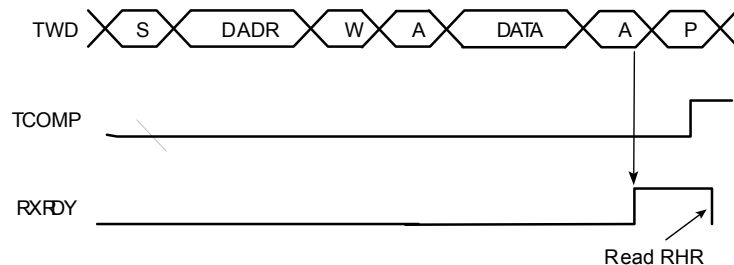 TWD S DADR W A DATA A P
TCOMP
RXRDY
Read RHR